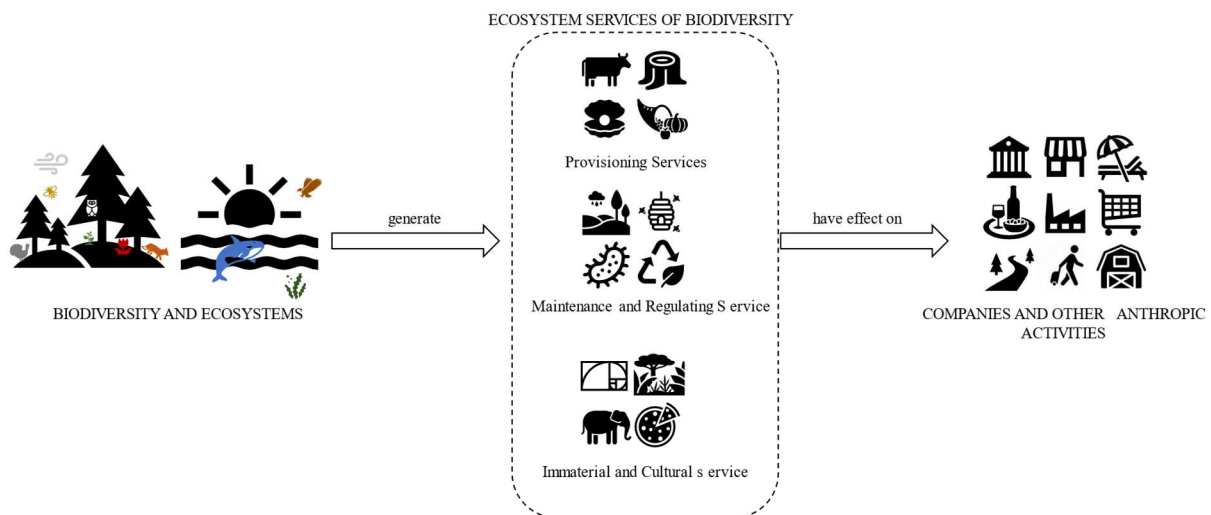 ECOSYSTEM SERVICES OF BIODIVERSITY
Provisioning Services
generate
have effect on
Maintenance and Regulating S ervice
BIODIVERSITY AND ECOSYSTEMS
COMPANIES AND OTHER ANTHROPIC
ACTIVITIES
Immaterial and Cultural s ervice